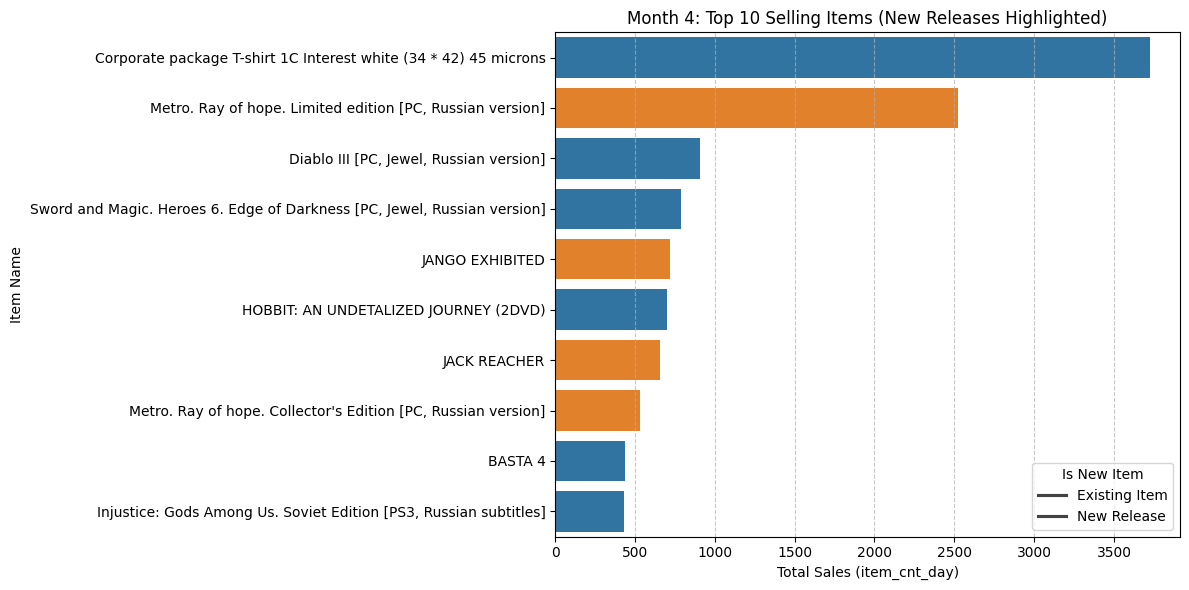 Month 4: Top 10 Selling Items (New Releases Highlighted)
Item Name
Corporate package T-shirt 1C Interest white (34 * 42) 45 microns
Metro. Ray of hope. Limited edition [PC, Russian version]
Diablo III [PC, Jewel, Russian version]
Sword and Magic. Heroes 6. Edge of Darkness [PC, Jewel, Russian version]
JANGO EXHIBITED
HOBBIT: AN UNDETALIZED JOURNEY (2DVD)
JACK REACHER
Metro. Ray of hope. Collector's Edition [PC, Russian version]
BASTA 4
Injustice: Gods Among Us. Soviet Edition [PS3, Russian subtitles]
Is New Item
Existing Item
New Release
0 500 1000 1500 2000 2500 3000 3500
Total Sales (item_cnt_day)